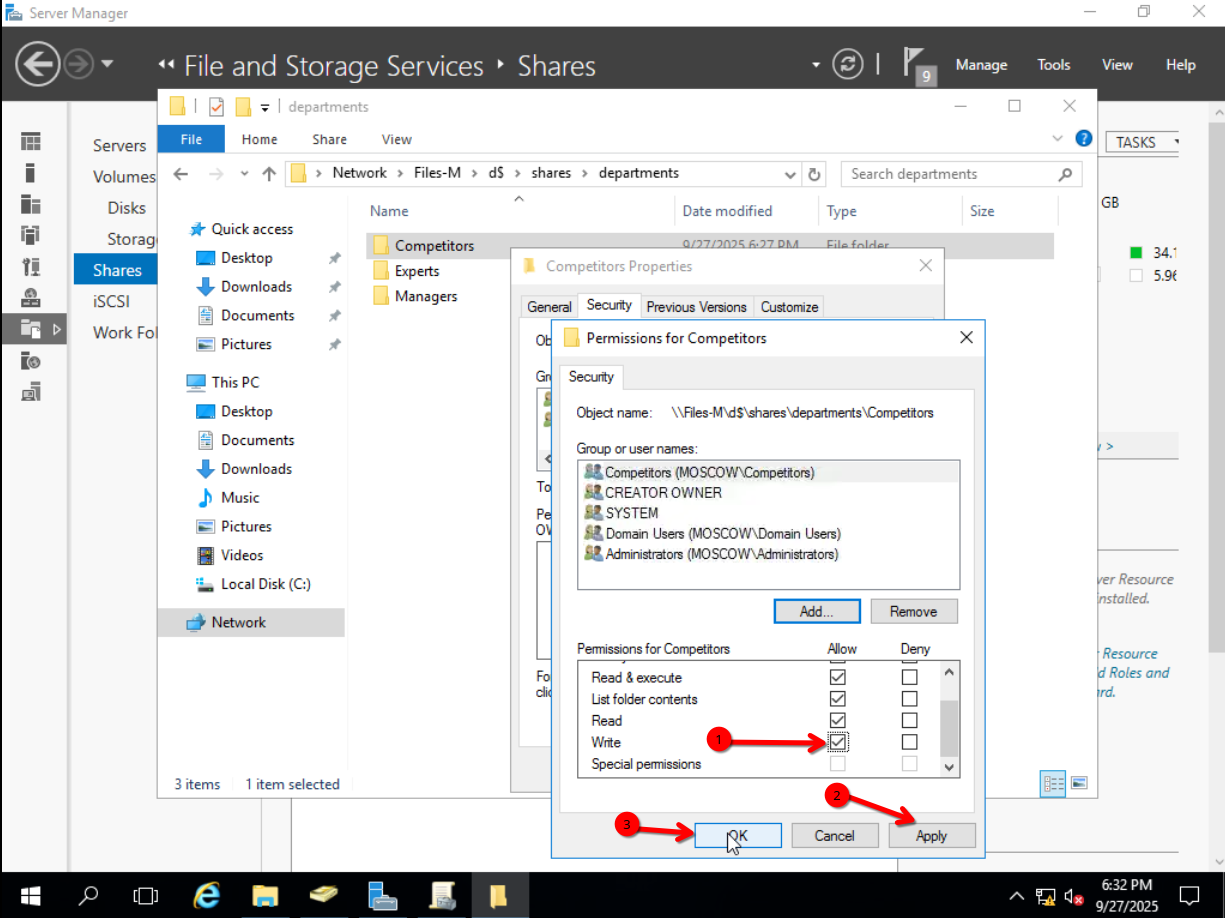 Server Manager
File and Storage Services
Shares
9
Manage
Tools
View
Help
departments
File
Home
Share
View
Network
Files-M
d$
shares
departments
Search departments
TASKS
Servers
Volumes
Disks
Shares
iSCSI
Name
Date modified
Type
Size
GB
Quick access
Desktop
Downloads
Documents
Pictures
This PC
Desktop
Documents
Downloads
Music
Pictures
Videos
Local Disk (C:)
Network
Competitors
9/27/2025 6:27 PM
File folder
Experts
Managers
34.1
5.96
Competitors Properties
General
Security
Previous Versions
Customize
Permissions for Competitors
Security
Object name:
\\Files-M\d$\shares\departments\Competitors
Group or user names:
Competitors (MOSCOW\Competitors)
CREATOR OWNER
SYSTEM
Domain Users (MOSCOW\Domain Users)
Administrators (MOSCOW\Administrators)
Add...
Remove
Permissions for Competitors
Allow
Deny
Read & execute
List folder contents
Read
Write
Special permissions
1
2
3
OK
Cancel
Apply
Resource
installed.
Resource
Roles and
3 items
1 item selected
6:32 PM
9/27/2025